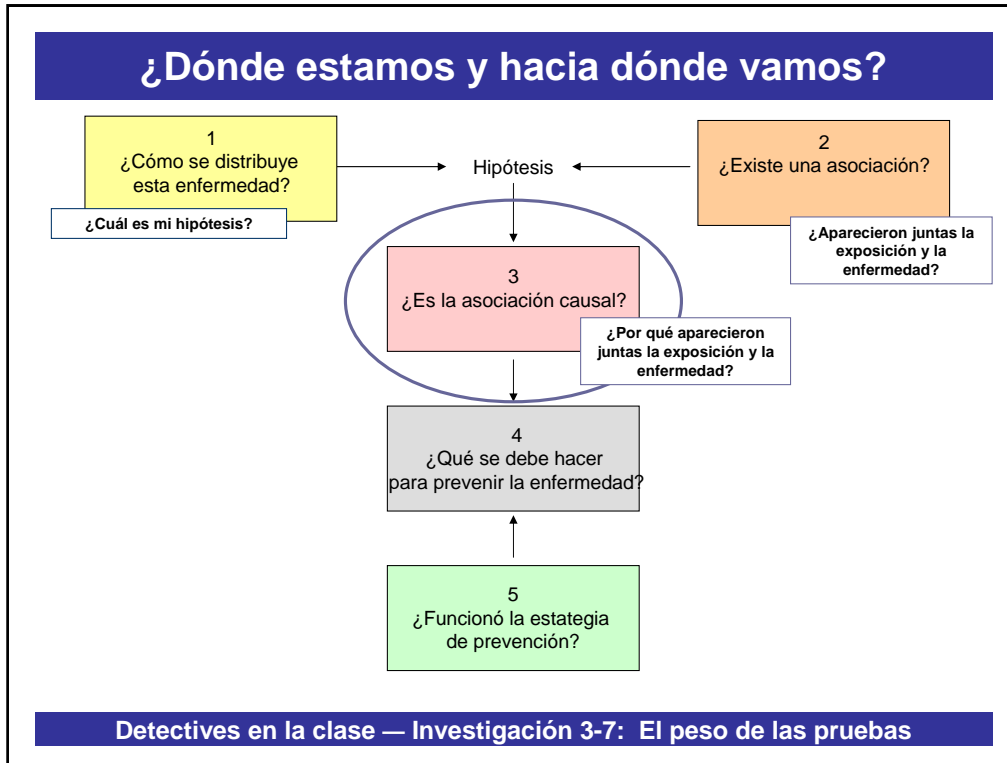 ¿Dónde estamos y hacia dónde vamos?
1
¿Cómo se distribuye
esta enfermedad?
¿Cuál es mi hipótesis?
Hipótesis
2
¿Existe una asociación?
¿Aparecieron juntas la
exposición y la
enfermedad?
3
¿Es la asociación causal?
¿Por qué aparecieron
juntas la exposición y la
enfermedad?
4
¿Qué se debe hacer
para prevenir la enfermedad?
5
¿Funcionó la estategia
de prevención?
Detectives en la clase — Investigación 3-7: El peso de las pruebas